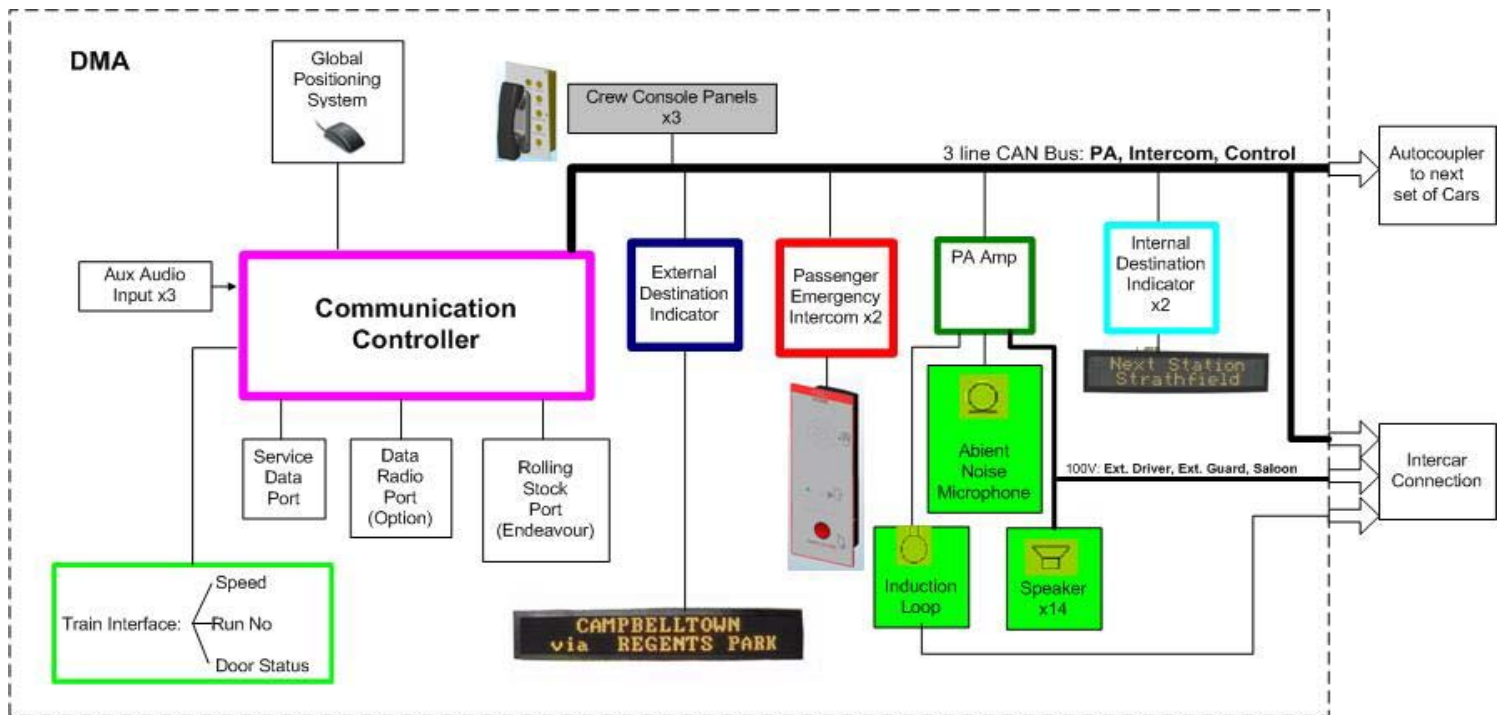 DMA
Global
Positioning
System
Crew Console Panels
x3
3 line CAN Bus: PA, Intercom, Control
Autocoupler
to next
set of Cars
Aux Audio
Input x3
Communication
Controller
External
Destination
Indicator
Passenger
Emergency
Intercom x2
PA Amp
Internal
Destination
Indicator
x2
Next Station
Strathfield
Service
Data
Port
Data
Radio
Port
(Option)
Rolling
Stock
Port
(Endeavour)
Abient
Noise
Microphone
100V: Ext. Driver, Ext. Guard, Saloon
Intercar
Connection
Induction
Loop
Speaker
x14
Train Interface:
Speed
Run No
Door Status
CAMPBELLTOWN
via REGENTS PARK